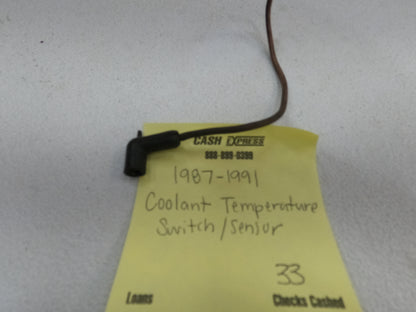 CASH EXPRESS
888-899-0399
1987-1991
Coolant Temperature
Switch/Sensor
33
Loans Checks Cashed